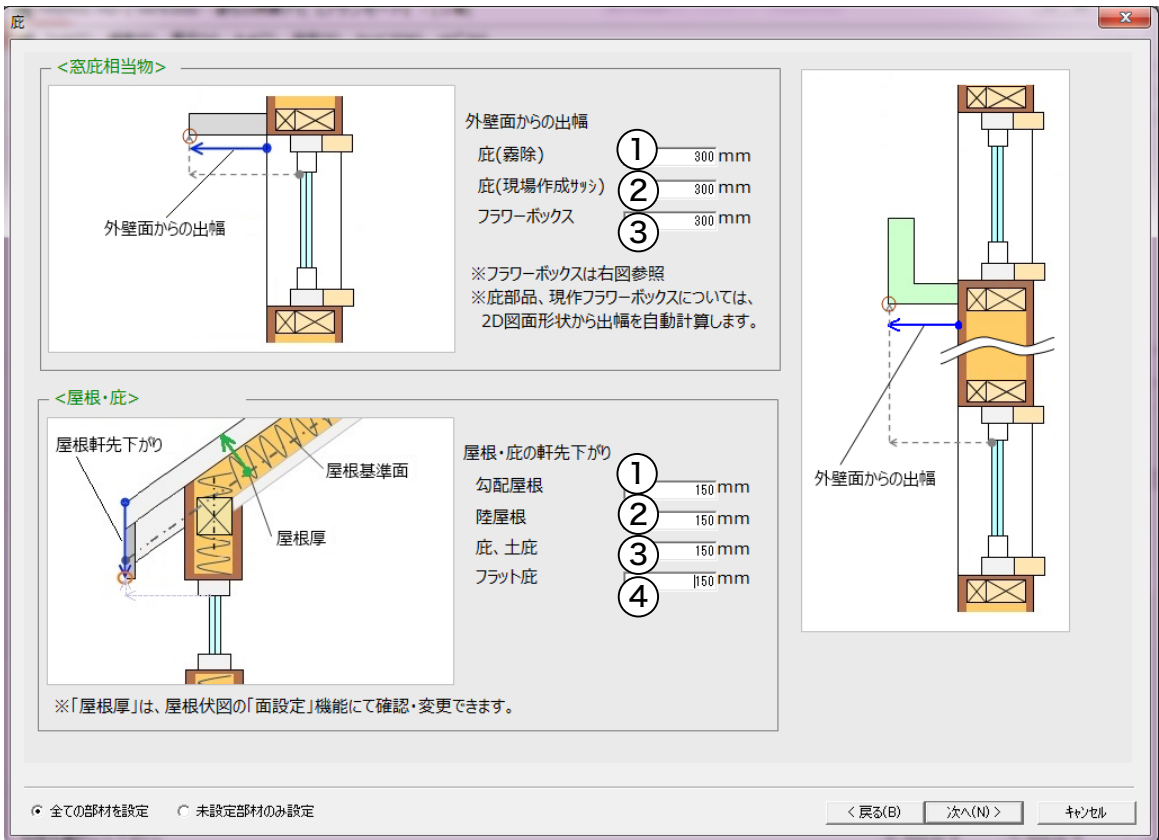 庇
<窓庇相当物>
外壁面からの出幅
外壁面からの出幅
庇(霧除) ① 300 mm
庇(現場作成ｻｯｼ) ② 300 mm
フラワーボックス ③ 300 mm
※フラワーボックスは右図参照
※庇部品、現作フラワーボックスについては、
2D図面形状から出幅を自動計算します。
外壁面からの出幅
<屋根・庇>
屋根軒先下がり
屋根基準面
屋根厚
屋根・庇の軒先下がり
勾配屋根 ① 150 mm
陸屋根 ② 150 mm
庇、土庇 ③ 150 mm
フラット庇 ④ 150 mm
※「屋根厚」は、屋根伏図の「面設定」機能にて確認・変更できます。
全ての部材を設定 未設定部材のみ設定
< 戻る(B) 次へ(N) > ｷｬﾝｾﾙ